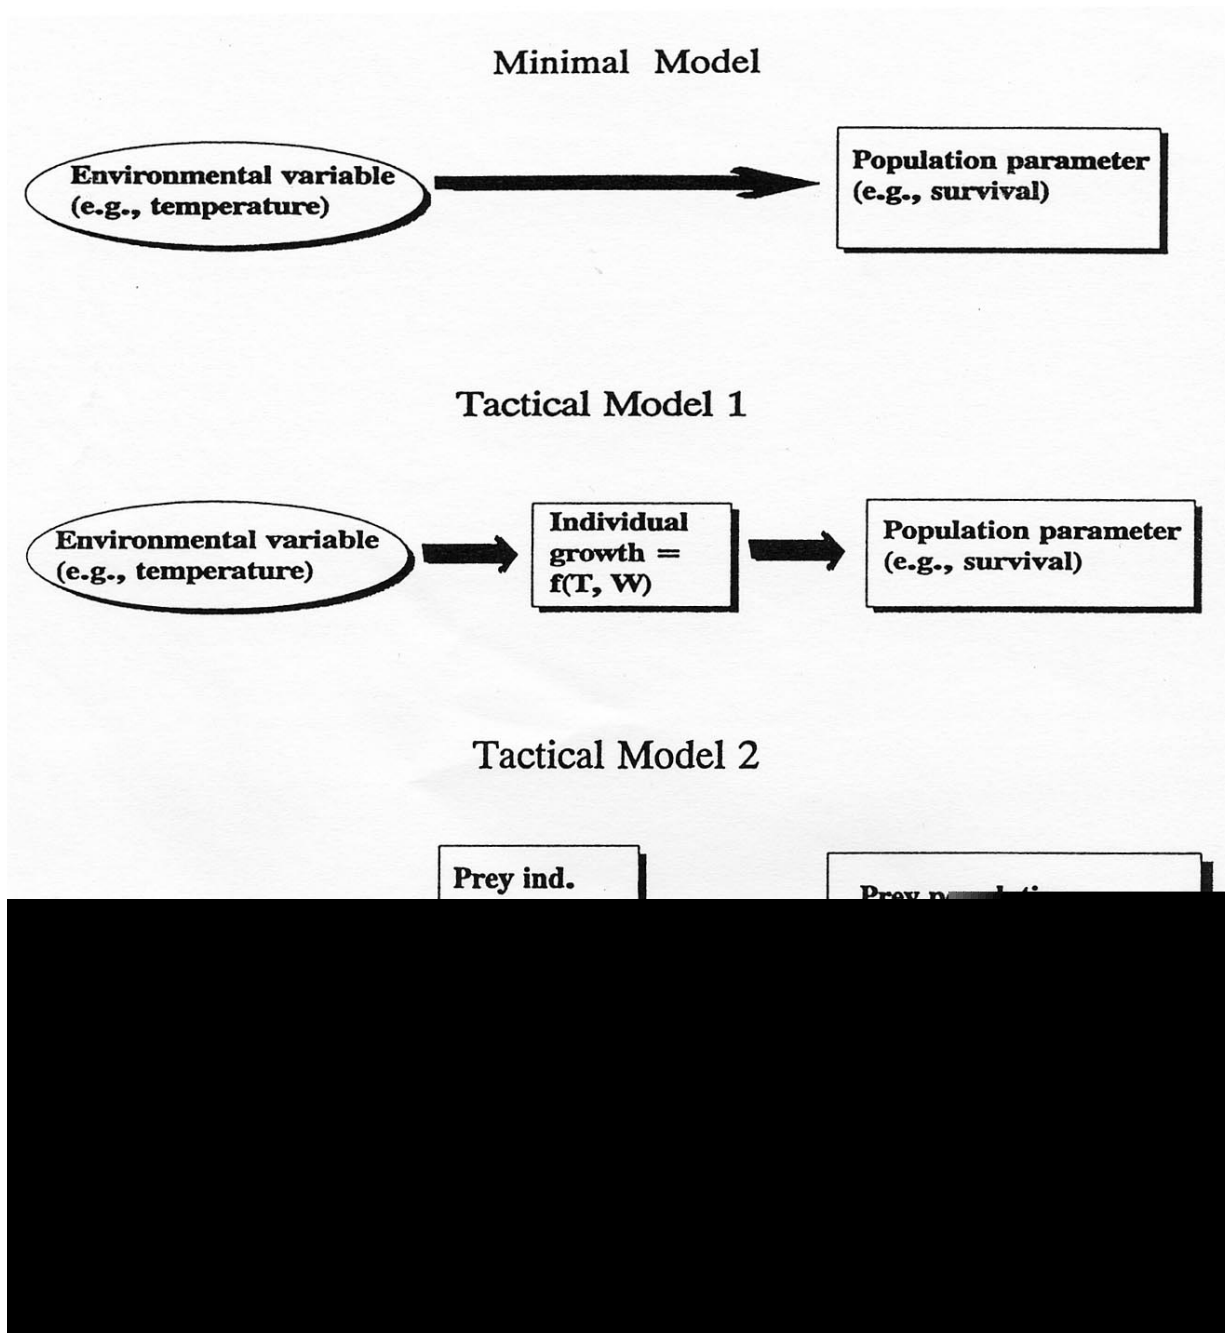 Minimal Model
Environmental variable
(e.g., temperature)
Population parameter
(e.g., survival)
Tactical Model 1
Environmental variable
(e.g., temperature)
Individual
growth =
f(T, W)
Population parameter
(e.g., survival)
Tactical Model 2
Prey ind.
Prey